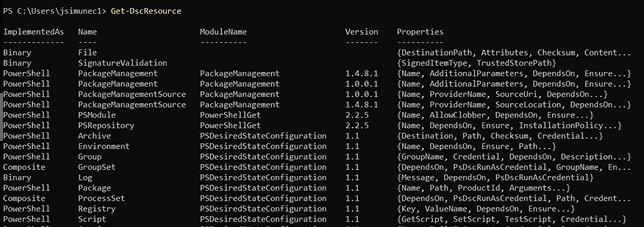 PS C:\Users\jsimunec1> Get-DscResource
ImplementedAs   Name                      ModuleName                     Version    Properties
-------------   ----                      ----------                     -------    ----------
Binary          File                                                                {DestinationPath, Attributes, Checksum, Content...
Binary          SignatureValidation                                                 {SignedItemType, TrustedStorePath}
PowerShell      PackageManagement         PackageManagement              1.4.8.1    {Name, AdditionalParameters, DependsOn, Ensure...}
PowerShell      PackageManagement         PackageManagement              1.0.0.1    {Name, AdditionalParameters, DependsOn, Ensure...}
PowerShell      PackageManagementSource   PackageManagement              1.0.0.1    {Name, ProviderName, SourceUri, DependsOn...}
PowerShell      PackageManagementSource   PackageManagement              1.4.8.1    {Name, ProviderName, SourceLocation, DependsOn...}
PowerShell      PSModule                  PowerShellGet                  2.2.5      {Name, AllowClobber, DependsOn, Ensure...}
PowerShell      PSRepository              PowerShellGet                  2.2.5      {Name, DependsOn, Ensure, InstallationPolicy...}
PowerShell      Archive                   PSDesiredStateConfiguration    1.1        {Destination, Path, Checksum, Credential...}
PowerShell      Environment               PSDesiredStateConfiguration    1.1        {Name, DependsOn, Ensure, Path...}
PowerShell      Group                     PSDesiredStateConfiguration    1.1        {GroupName, Credential, DependsOn, Description...}
Composite       GroupSet                  PSDesiredStateConfiguration    1.1        {DependsOn, PsDscRunAsCredential, GroupName, En...
Binary          Log                       PSDesiredStateConfiguration    1.1        {Message, DependsOn, PsDscRunAsCredential}
PowerShell      Package                   PSDesiredStateConfiguration    1.1        {Name, Path, ProductId, Arguments...}
Composite       ProcessSet                PSDesiredStateConfiguration    1.1        {DependsOn, PsDscRunAsCredential, Path, Credent...
PowerShell      Registry                  PSDesiredStateConfiguration    1.1        {Key, ValueName, DependsOn, Ensure...}
PowerShell      Script                    PSDesiredStateConfiguration    1.1        {GetScript, SetScript, TestScript, Credential...}